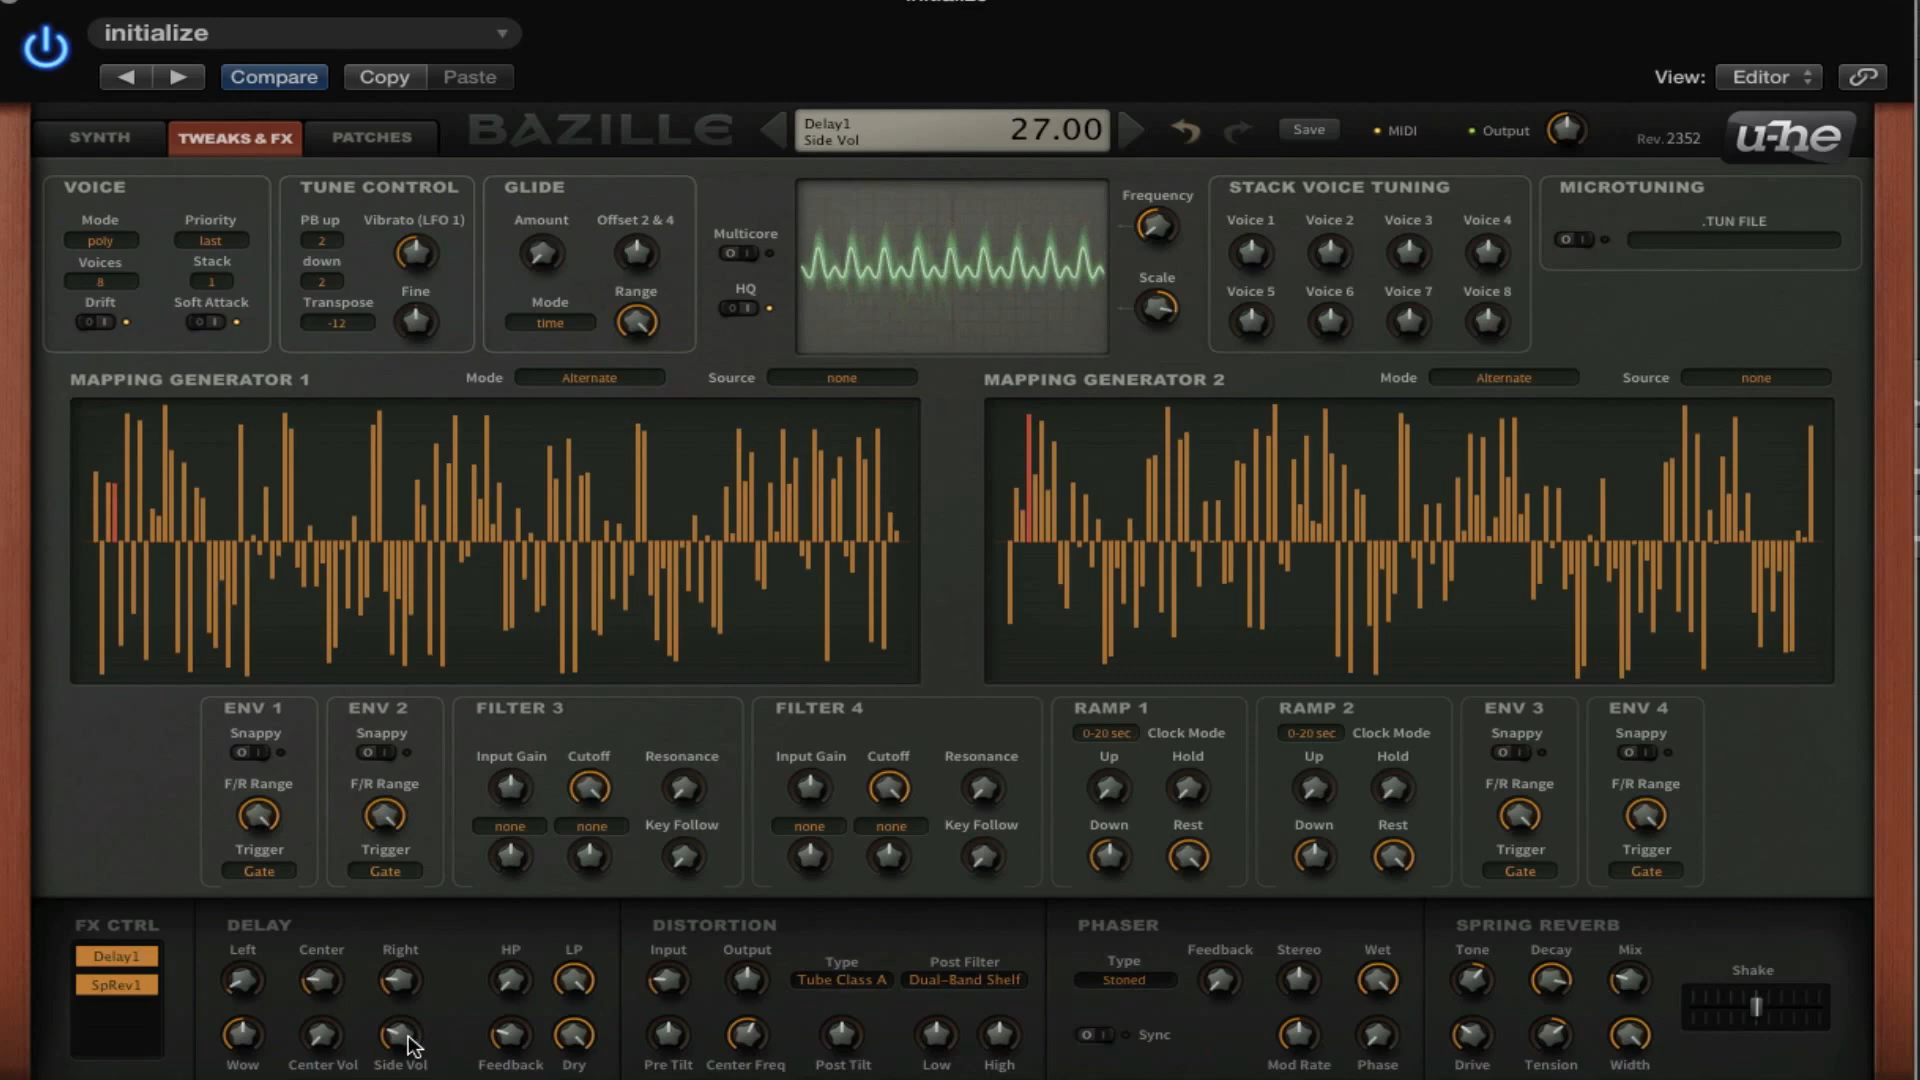 initialize
Compare
Copy
Paste
View:
Editor
SYNTH
TWEAKS & FX
PATCHES
BAZILLE
Delay1
Side Vol
27.00
Save
MIDI
Output
Rev. 2352
u-he
VOICE
Mode
Priority
poly
last
Voices
Stack
8
1
Drift
Soft Attack
TUNE CONTROL
PB up
Vibrato (LFO 1)
2
down
2
Fine
Transpose
-12
GLIDE
Amount
Offset 2 & 4
Mode
Range
time
Multicore
HQ
Frequency
Scale
STACK VOICE TUNING
Voice 1
Voice 2
Voice 3
Voice 4
Voice 5
Voice 6
Voice 7
Voice 8
MICROTUNING
.TUN FILE
MAPPING GENERATOR 1
Mode
Alternate
Source
none
MAPPING GENERATOR 2
Mode
Alternate
Source
none
ENV 1
Snappy
F/R Range
Trigger
Gate
ENV 2
Snappy
F/R Range
Trigger
Gate
FILTER 3
Input Gain
Cutoff
Resonance
none
none
Key Follow
FILTER 4
Input Gain
Cutoff
Resonance
none
none
Key Follow
RAMP 1
0-20 sec
Clock Mode
Up
Hold
Down
Rest
RAMP 2
0-20 sec
Clock Mode
Up
Hold
Down
Rest
ENV 3
Snappy
F/R Range
Trigger
Gate
ENV 4
Snappy
F/R Range
Trigger
Gate
FX CTRL
Delay1
SpRev1
DELAY
Left
Center
Right
HP
LP
Wow
Center Vol
Side Vol
Feedback
Dry
DISTORTION
Input
Output
Type
Post Filter
Tube Class A
Dual-Band Shelf
Pre Tilt
Center Freq
Post Tilt
Low
High
PHASER
Type
Feedback
Stereo
Wet
Stoned
Sync
Mod Rate
Phase
SPRING REVERB
Tone
Decay
Mix
Shake
Drive
Tension
Width